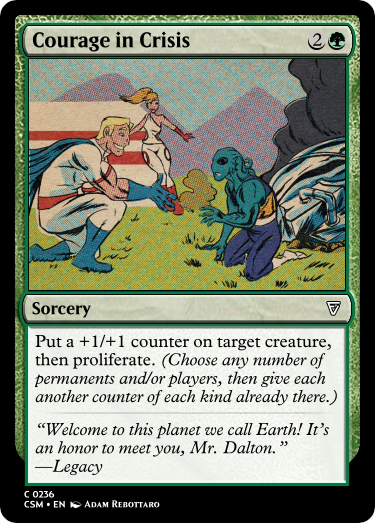 Courage in Crisis 2
Sorcery
Put a +1/+1 counter on target creature,
then proliferate. (Choose any number of
permanents and/or players, then give each
another counter of each kind already there.)
“Welcome to this planet we call Earth! It’s
an honor to meet you, Mr. Dalton.”
—Legacy
C 0236
CSM • EN Adam Rebottaro